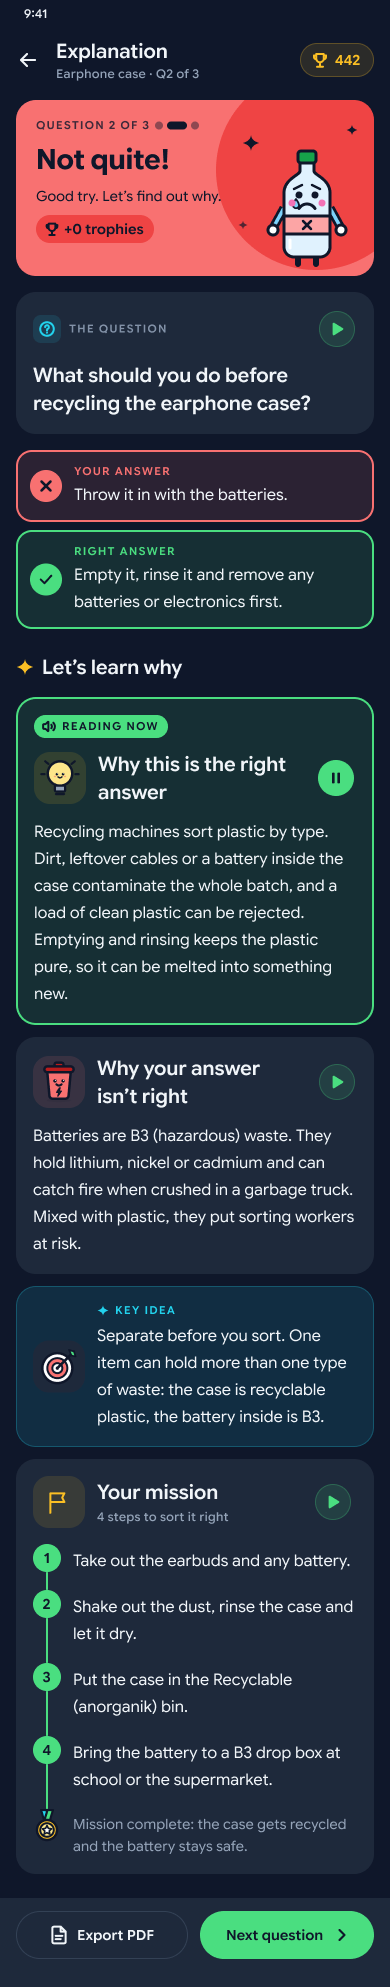 9:41
Explanation
Earphone case · Q2 of 3
442
QUESTION 2 OF 3
Not quite!
Good try. Let’s find out why.
+0 trophies
THE QUESTION
What should you do before
recycling the earphone case?
YOUR ANSWER
Throw it in with the batteries.
RIGHT ANSWER
Empty it, rinse it and remove any
batteries or electronics first.
Let’s learn why
READING NOW
Why this is the right
answer
Recycling machines sort plastic by type.
Dirt, leftover cables or a battery inside the
case contaminate the whole batch, and a
load of clean plastic can be rejected.
Emptying and rinsing keeps the plastic
pure, so it can be melted into something
new.
Why your answer
isn’t right
Batteries are B3 (hazardous) waste. They
hold lithium, nickel or cadmium and can
catch fire when crushed in a garbage truck.
Mixed with plastic, they put sorting workers
at risk.
KEY IDEA
Separate before you sort. One
item can hold more than one type
of waste: the case is recyclable
plastic, the battery inside is B3.
Your mission
4 steps to sort it right
1 Take out the earbuds and any battery.
2 Shake out the dust, rinse the case and
let it dry.
3 Put the case in the Recyclable
(anorganik) bin.
4 Bring the battery to a B3 drop box at
school or the supermarket.
Mission complete: the case gets recycled
and the battery stays safe.
Export PDF
Next question